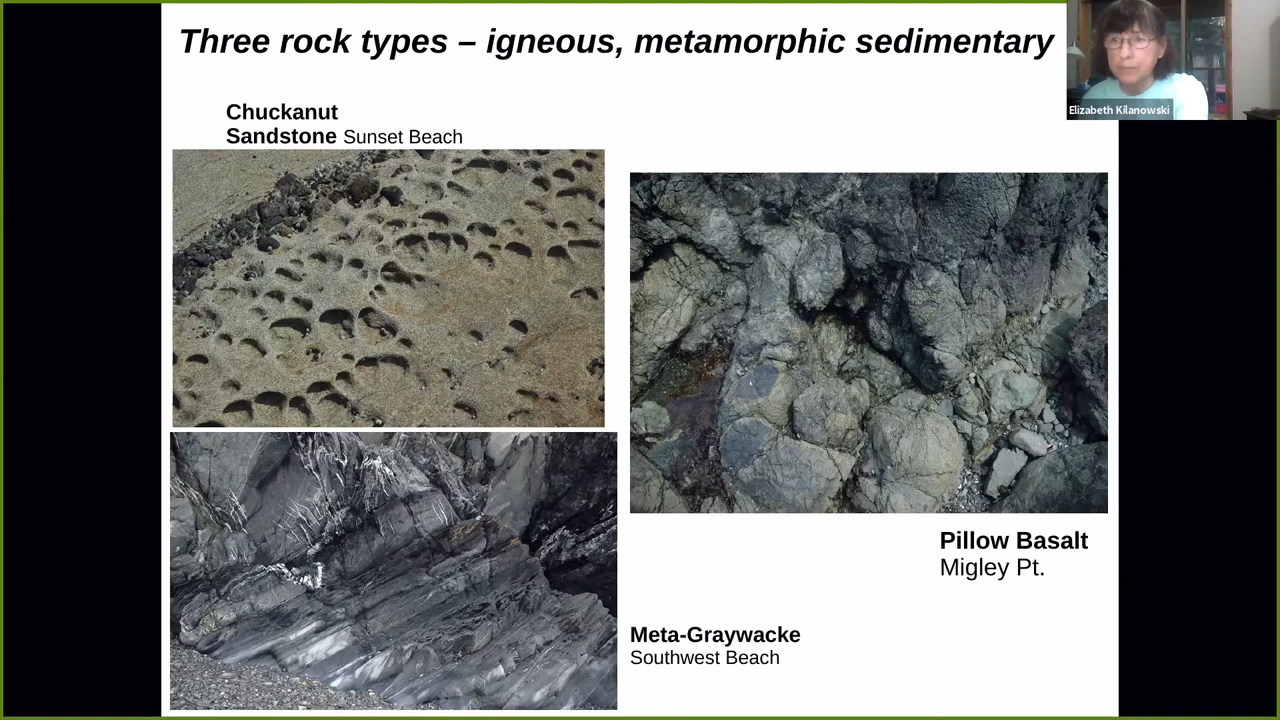 Three rock types – igneous, metamorphic sedimentary
Elizabeth Kilanowski
Chuckanut
Sandstone Sunset Beach
Pillow Basalt
Migley Pt.
Meta-Graywacke
Southwest Beach